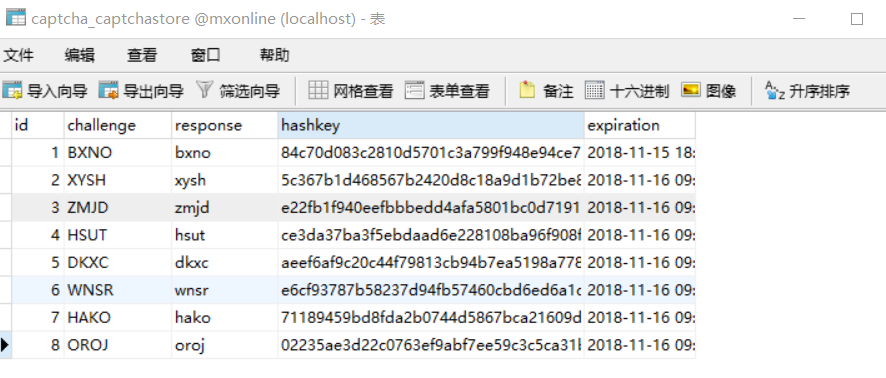 captcha_captchastore @mxonline (localhost) - 表
文件 编辑 查看 窗口 帮助
导入向导 导出向导 筛选向导 网格查看 表单查看 备注 十六进制 图像 升序排序
id challenge response hashkey expiration
1 BXNO bxno 84c70d083c2810d5701c3a799f948e94ce7 2018-11-15 18:
2 XYSH xysh 5c367b1d468567b2420d8c18a9d1b72be8 2018-11-16 09:
3 ZMJD zmjd e22fb1f940eefbbbedd4afa5801bc0d7191 2018-11-16 09:
4 HSUT hsut ce3da37ba3f5ebdaad6e228108ba96f908f 2018-11-16 09:
5 DKXC dkxc aeef6af9c20c44f79813cb94b7ea5198a778 2018-11-16 09:
6 WNSR wnsr e6cf93787b58237d94fb57460cbd6ed6a1c 2018-11-16 09:
7 HAKO hako 71189459bd8fda2b0744d5867bca21609d 2018-11-16 09:
8 OROJ oroj 02235ae3d22c0763ef9abf7ee59c3c5ca31b 2018-11-16 09: